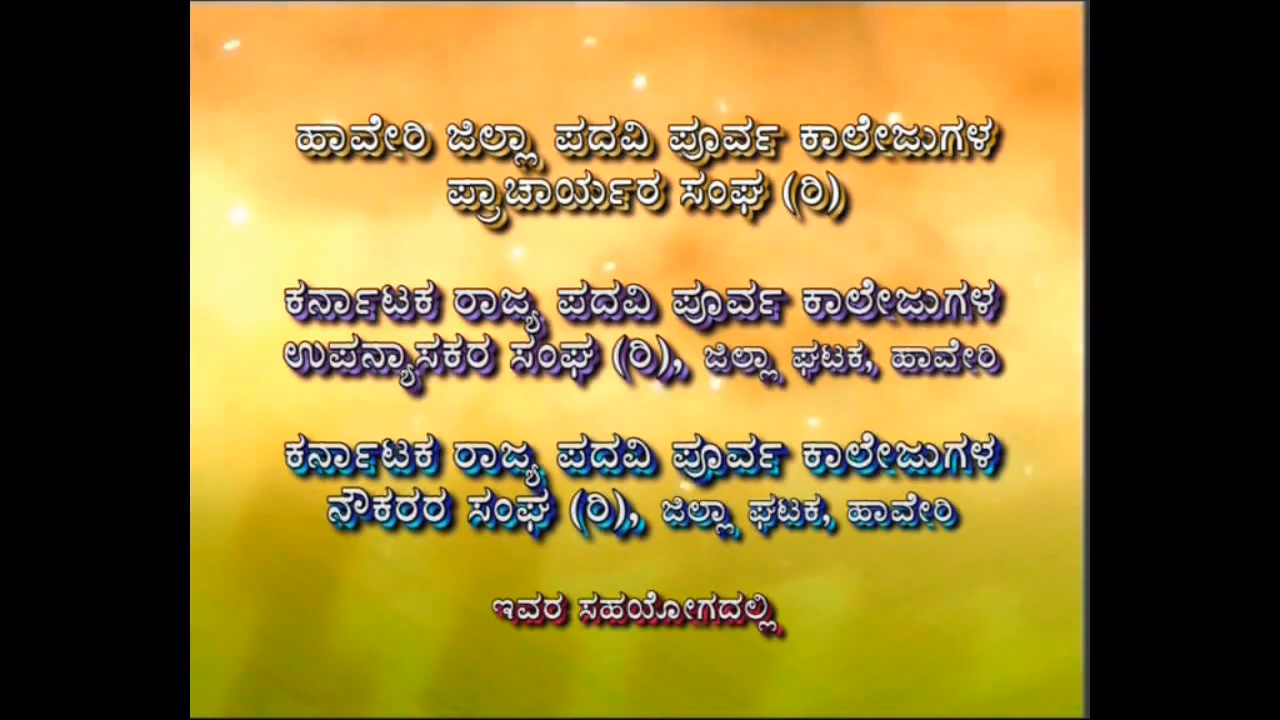 ಹಾವೇರಿ ಜಿಲ್ಲಾ ಪದವಿ ಪೂರ್ವ ಕಾಲೇಜುಗಳ
ಪ್ರಾಚಾರ್ಯರ ಸಂಘ (ರಿ)
ಕರ್ನಾಟಕ ರಾಜ್ಯ ಪದವಿ ಪೂರ್ವ ಕಾಲೇಜುಗಳ
ಉಪನ್ಯಾಸಕರ ಸಂಘ (ರಿ), ಜಿಲ್ಲಾ ಘಟಕ, ಹಾವೇರಿ
ಕರ್ನಾಟಕ ರಾಜ್ಯ ಪದವಿ ಪೂರ್ವ ಕಾಲೇಜುಗಳ
ನೌಕರರ ಸಂಘ (ರಿ), ಜಿಲ್ಲಾ ಘಟಕ, ಹಾವೇರಿ
ಇವರ ಸಹಯೋಗದಲ್ಲಿ